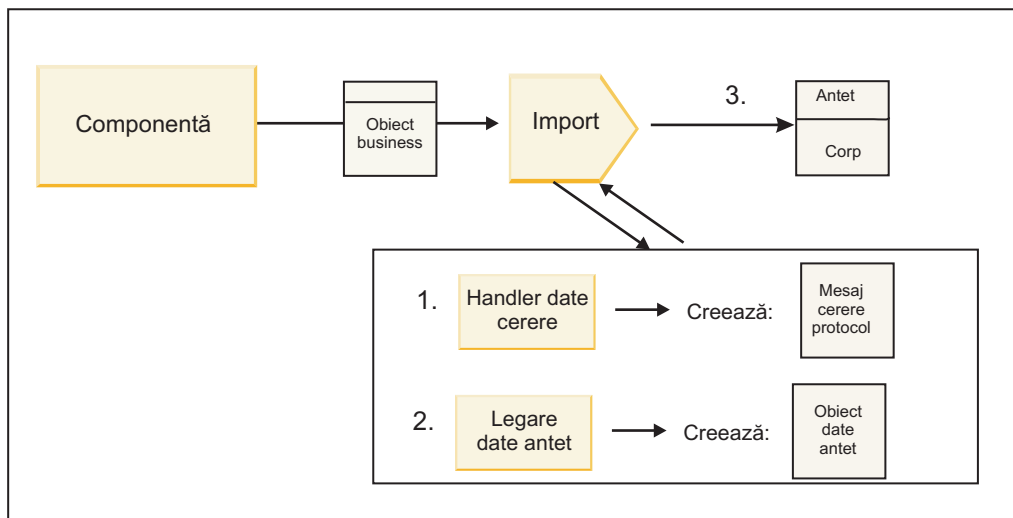 Componentă
Obiect
business
Import
3.
Antet
Corp
1.
Handler date
cerere
Creează:
Mesaj
cerere
protocol
2.
Legare
date antet
Creează:
Obiect
date
antet